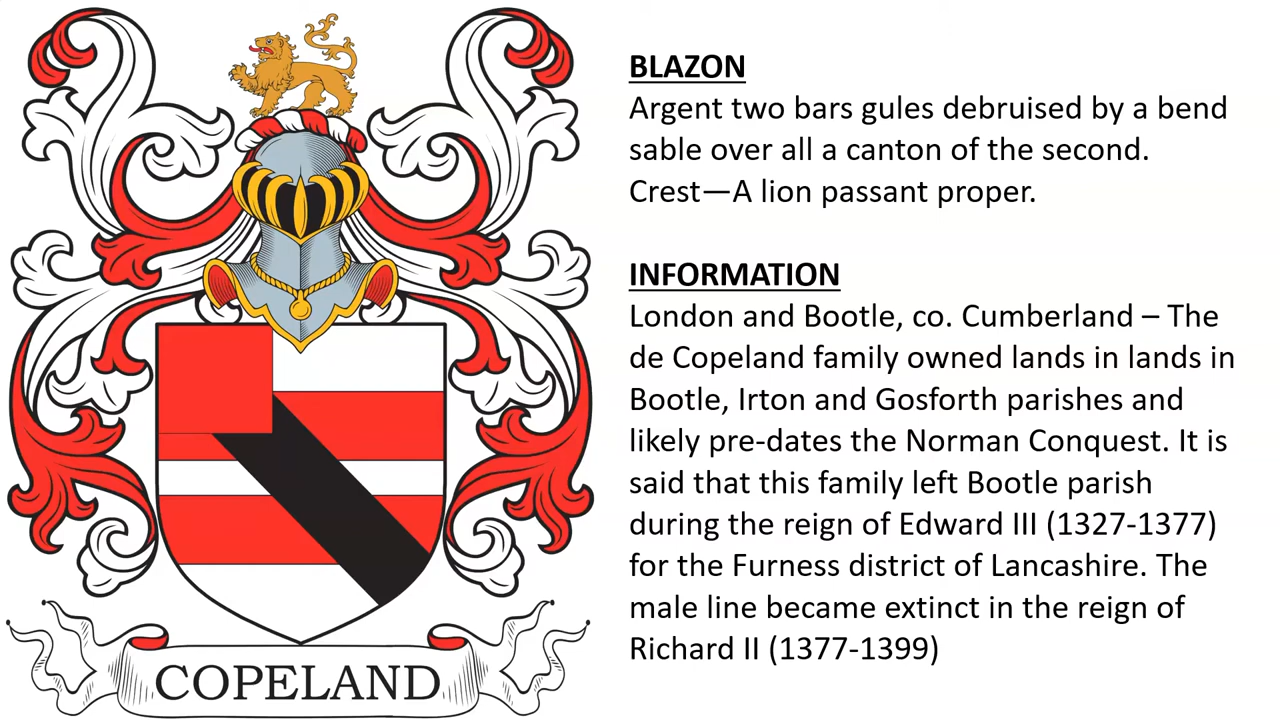 BLAZON
Argent two bars gules debruised by a bend
sable over all a canton of the second.
Crest—A lion passant proper.
INFORMATION
London and Bootle, co. Cumberland – The
de Copeland family owned lands in lands in
Bootle, Irton and Gosforth parishes and
likely pre-dates the Norman Conquest. It is
said that this family left Bootle parish
during the reign of Edward III (1327-1377)
for the Furness district of Lancashire. The
male line became extinct in the reign of
Richard II (1377-1399)
COPELAND